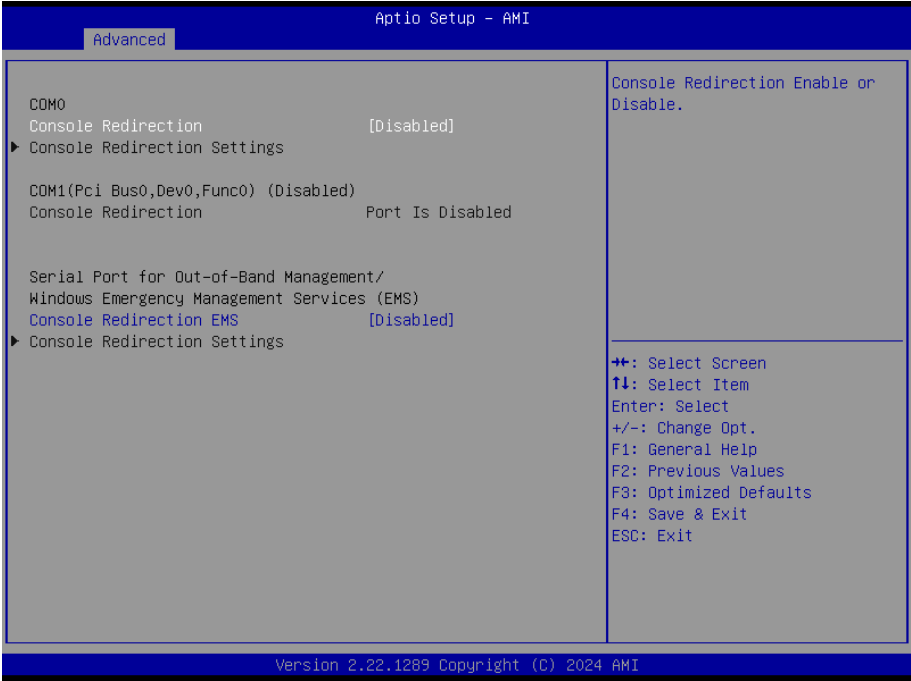 Aptio Setup - AMI
Advanced
COM0
Console Redirection [Disabled]
▶ Console Redirection Settings
COM1(Pci Bus0,Dev0,Func0) (Disabled)
Console Redirection Port Is Disabled
Serial Port for Out-of-Band Management/
Windows Emergency Management Services (EMS)
Console Redirection EMS [Disabled]
▶ Console Redirection Settings
Console Redirection Enable or
Disable.
→←: Select Screen
↑↓: Select Item
Enter: Select
+/-: Change Opt.
F1: General Help
F2: Previous Values
F3: Optimized Defaults
F4: Save & Exit
ESC: Exit
Version 2.22.1289 Copyright (C) 2024 AMI